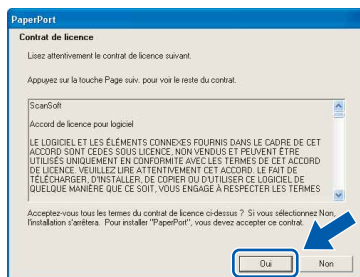 PaperPort
Contrat de licence
Lisez attentivement le contrat de licence suivant.
Appuyez sur la touche Page suiv. pour voir le reste du contrat.
ScanSoft
Accord de licence pour logiciel
LE LOGICIEL ET LES ÉLÉMENTS CONNEXES FOURNIS DANS LE CADRE DE CET
ACCORD SONT CEDES SOUS LICENCE, NON VENDUS ET PEUVENT ÊTRE
UTILISÉS UNIQUEMENT EN CONFORMITE AVEC LES TERMES DE CET ACCORD
DE LICENCE. VEUILLEZ LIRE ATTENTIVEMENT CET ACCORD. LE FAIT DE
TÉLÉCHARGER, D'INSTALLER, DE COPIER OU D'UTILISER CE LOGICIEL DE
QUELQUE MANIÈRE QUE CE SOIT, VOUS ENGAGE À RESPECTER LES TERMES
Acceptez-vous tous les termes du contrat de licence ci-dessus ? Si vous sélectionnez Non,
l'installation s'arrêtera. Pour installer "PaperPort", vous devez accepter ce contrat.
Oui Non